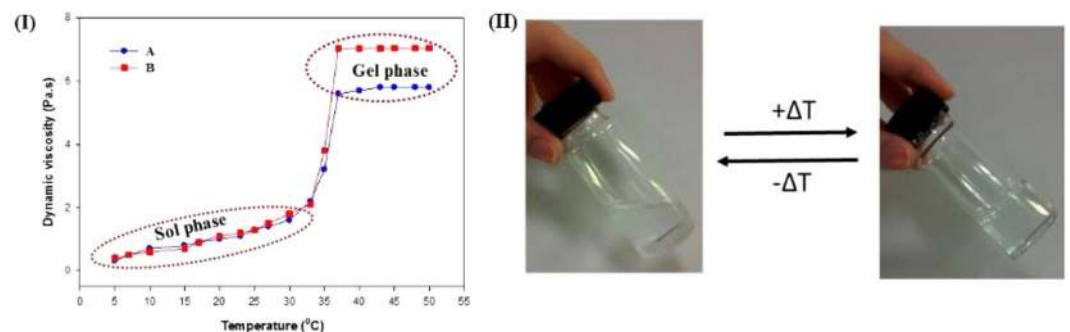 (I)
8
6
4
2
0
Dynamic viscosity (Pa.s)
A
B
Gel phase
Sol phase
0 5 10 15 20 25 30 35 40 45 50 55
Temperature (⁰C)
(II)
+ΔT
-ΔT